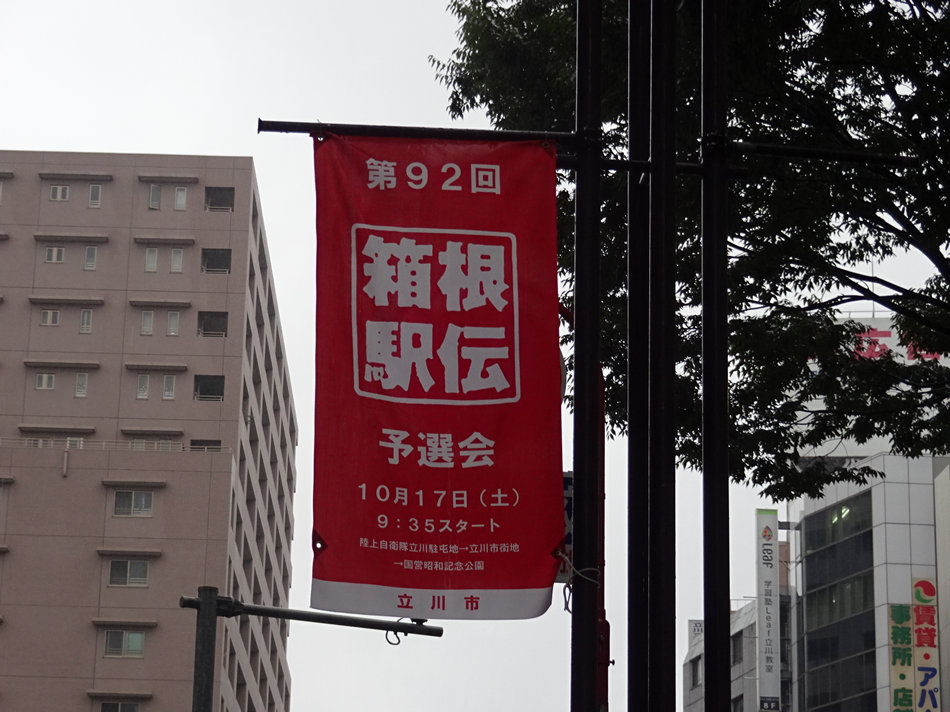 第92回
箱根
駅伝
予選会
10月17日（土）
9：35スタート
陸上自衛隊立川駐屯地→立川市街地
→国営昭和記念公園
立川市
Leaf
学習塾Leaf立川教室
8F
賃貸・アパ
事務所・店